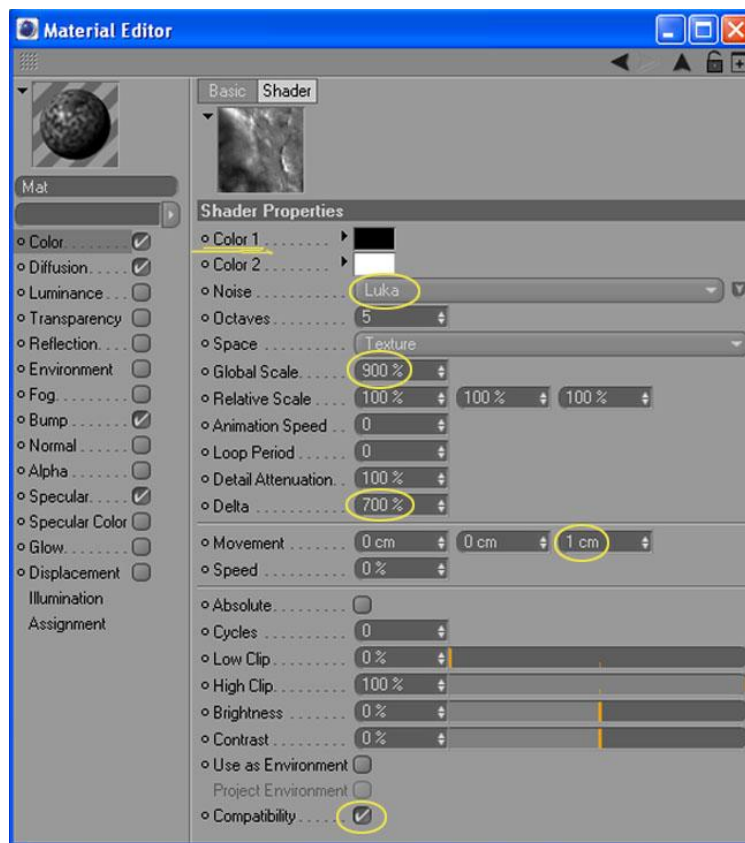 Material Editor
Basic Shader
Mat
Color
Diffusion
Luminance
Transparency
Reflection
Environment
Fog
Bump
Normal
Alpha
Specular
Specular Color
Glow
Displacement
Illumination
Assignment
Shader Properties
Color 1
Color 2
Noise Luka
Octaves 5
Space Texture
Global Scale 900 %
Relative Scale 100 % 100 % 100 %
Animation Speed 0
Loop Period 0
Detail Attenuation 100 %
Delta 700 %
Movement 0 cm 0 cm 1 cm
Speed 0 %
Absolute
Cycles 0
Low Clip 0 %
High Clip 100 %
Brightness 0 %
Contrast 0 %
Use as Environment
Project Environment
Compatibility